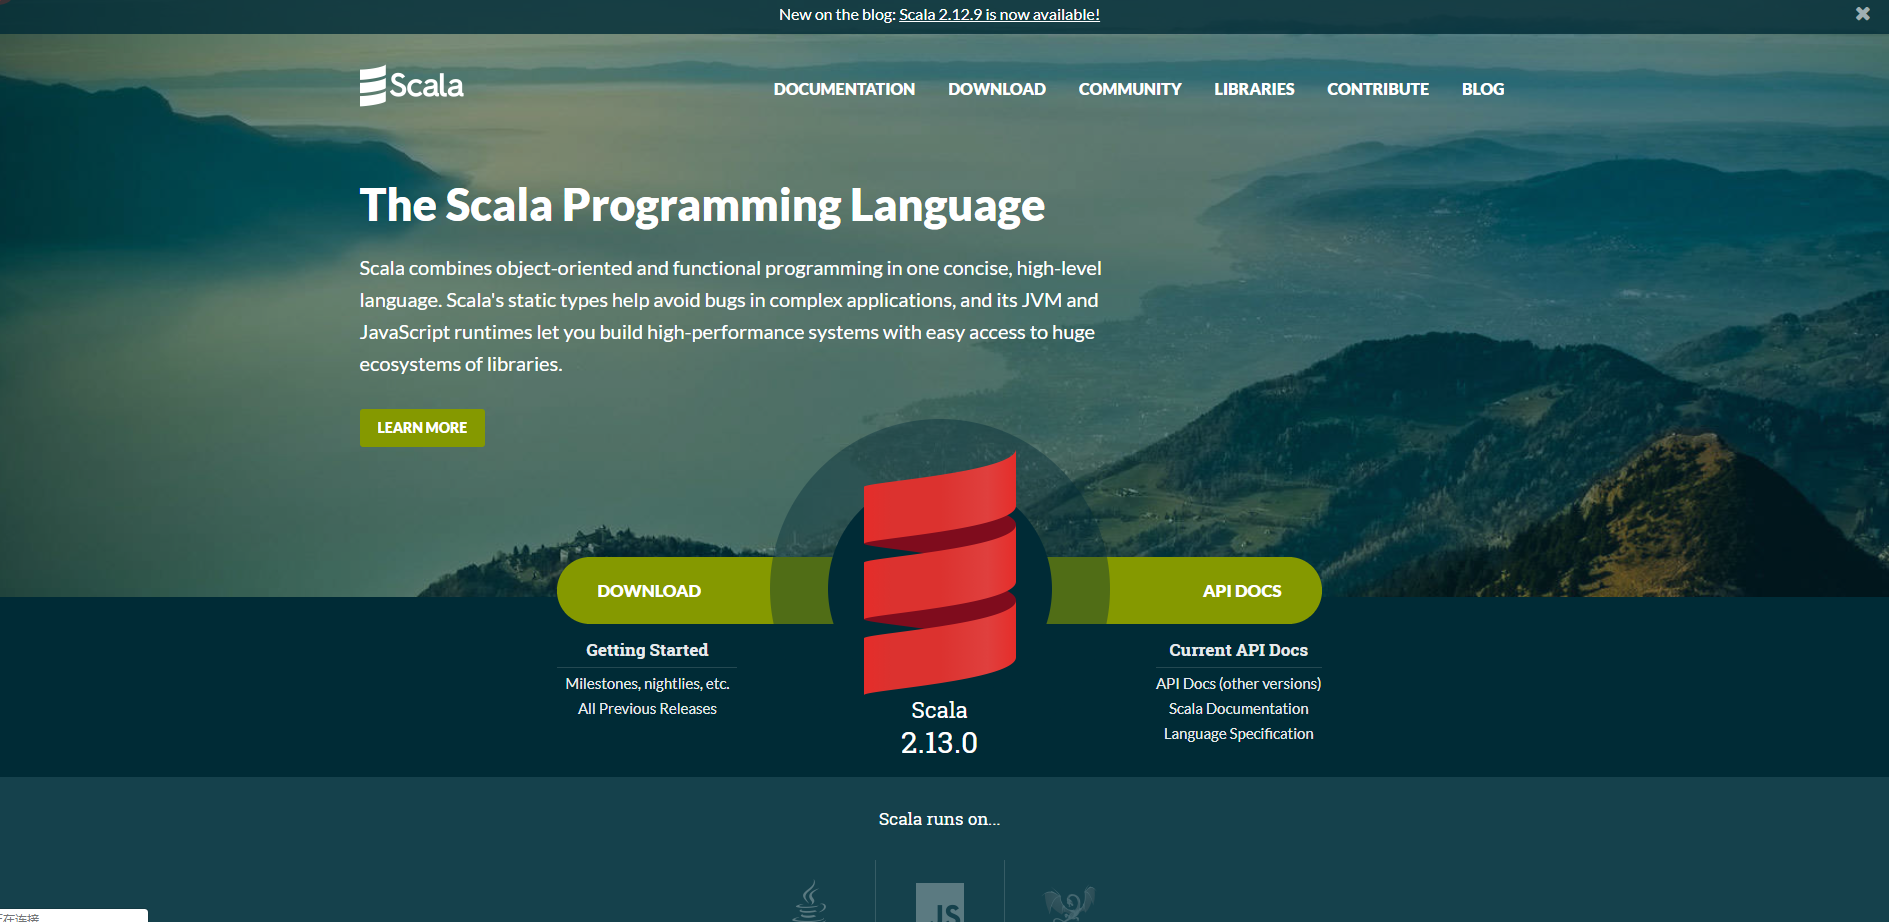 New on the blog: Scala 2.12.9 is now available!
Scala
DOCUMENTATION DOWNLOAD COMMUNITY LIBRARIES CONTRIBUTE BLOG
The Scala Programming Language
Scala combines object-oriented and functional programming in one concise, high-level
language. Scala's static types help avoid bugs in complex applications, and its JVM and
JavaScript runtimes let you build high-performance systems with easy access to huge
ecosystems of libraries.
LEARN MORE
DOWNLOAD
API DOCS
Getting Started
Milestones, nightlies, etc.
All Previous Releases
Current API Docs
API Docs (other versions)
Scala Documentation
Language Specification
Scala
2.13.0
Scala runs on...
JS
正在连接